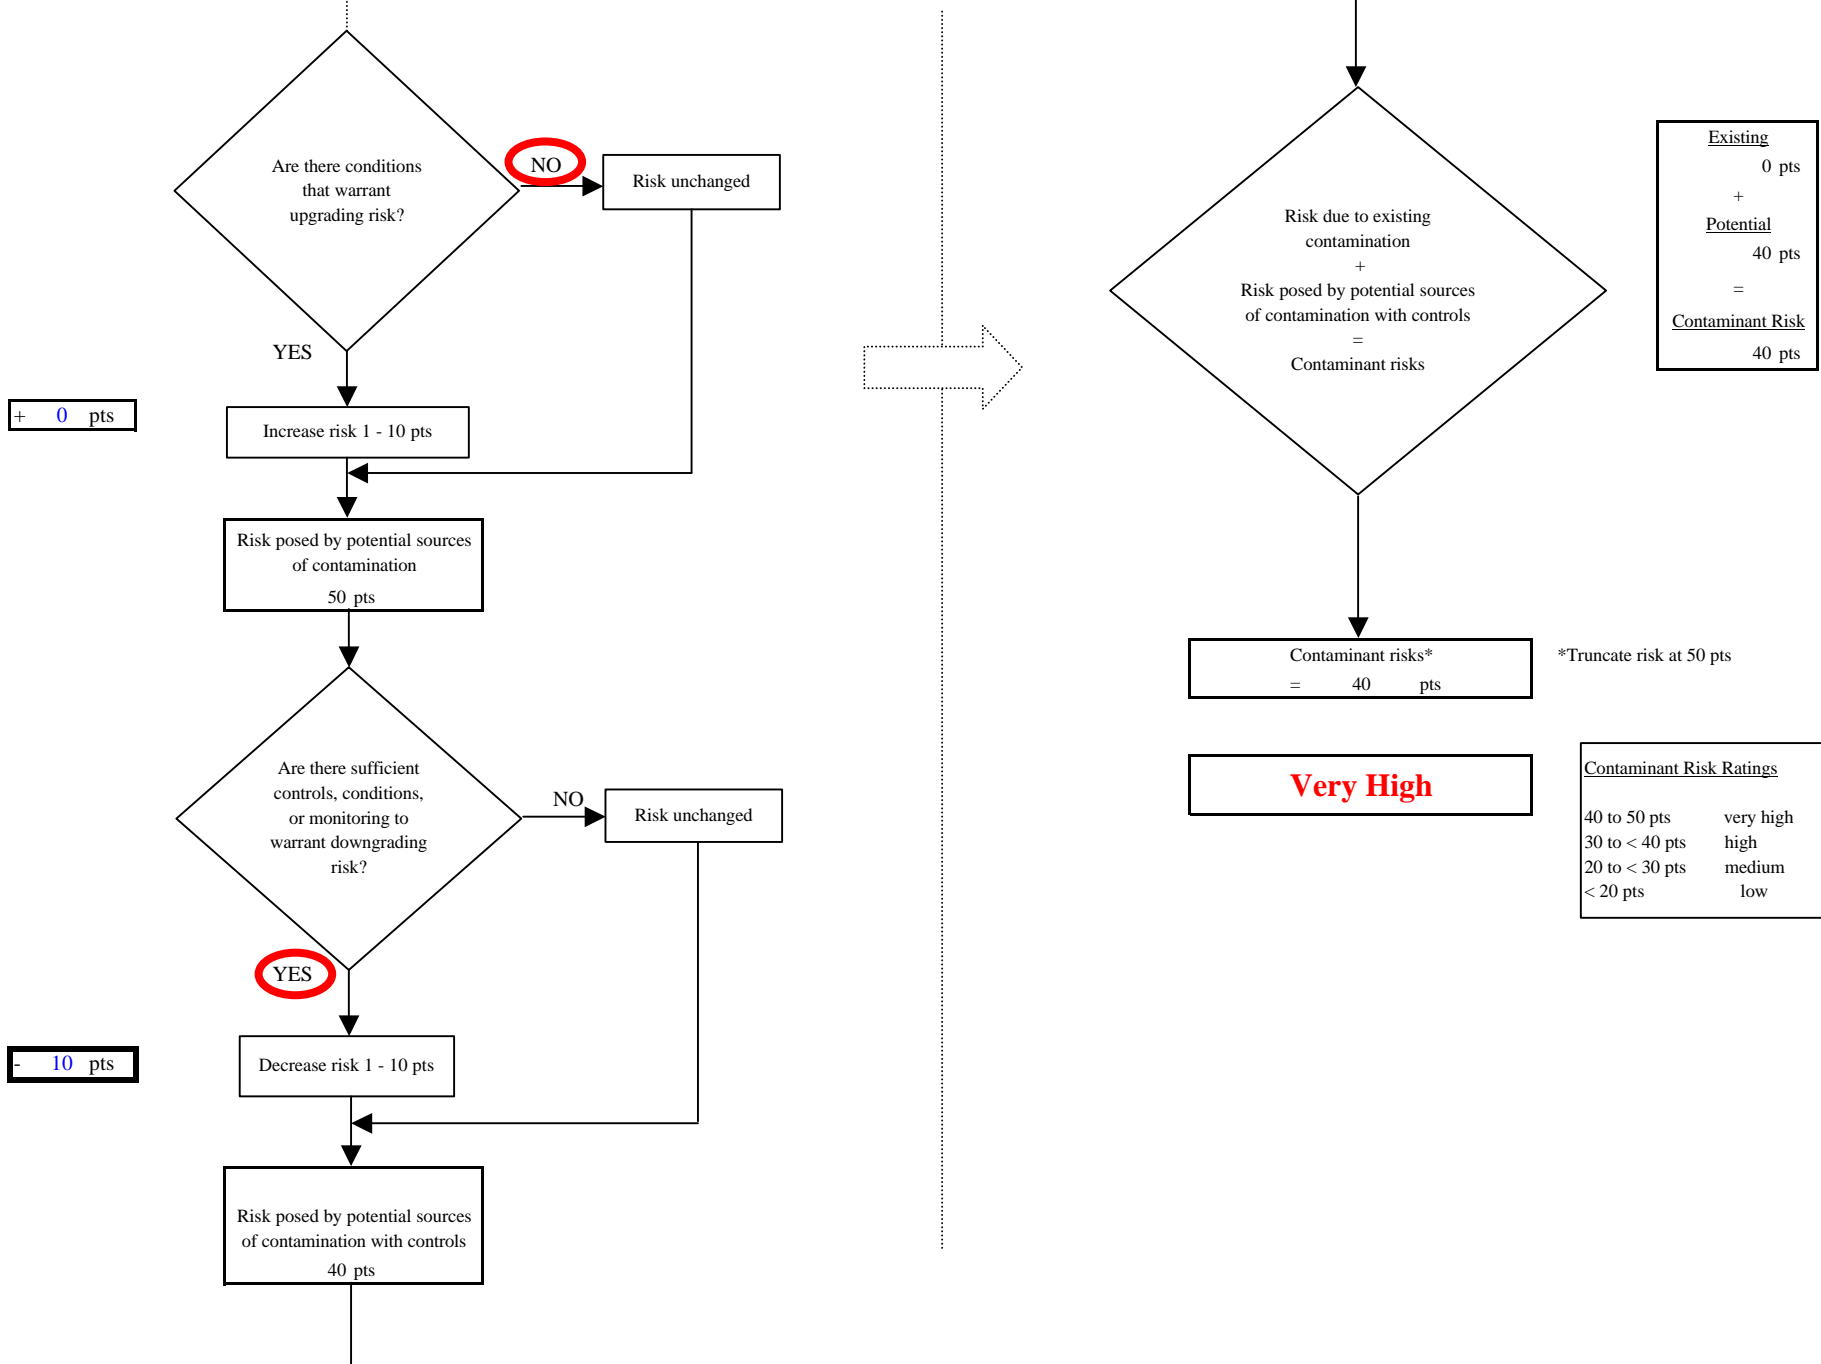 Are there conditions
that warrant
upgrading risk?
NO
Risk unchanged
YES
+ 0 pts
Increase risk 1 - 10 pts
Risk posed by potential sources
of contamination
50 pts
Are there sufficient
controls, conditions,
or monitoring to
warrant downgrading
risk?
NO
Risk unchanged
YES
- 10 pts
Decrease risk 1 - 10 pts
Risk posed by potential sources
of contamination with controls
40 pts
Risk due to existing
contamination
+
Risk posed by potential sources
of contamination with controls
=
Contaminant risks
Existing
0 pts
+
Potential
40 pts
=
Contaminant Risk
40 pts
Contaminant risks*
= 40 pts
*Truncate risk at 50 pts
Very High
Contaminant Risk Ratings
40 to 50 pts very high
30 to < 40 pts high
20 to < 30 pts medium
< 20 pts low